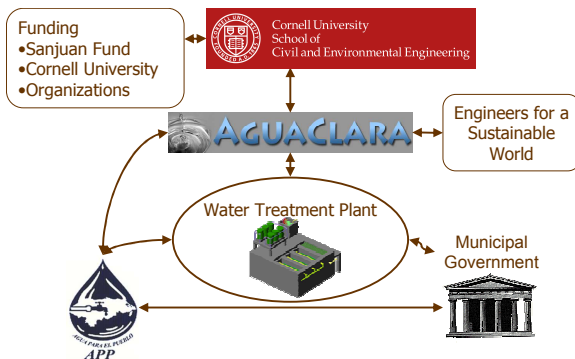 Funding
•Sanjuan Fund
•Cornell University
•Organizations
Cornell University
School of
Civil and Environmental Engineering
AGUACLARA
Engineers for a
Sustainable
World
Water Treatment Plant
Municipal
Government
AGUA PARA EL PUEBLO
APP